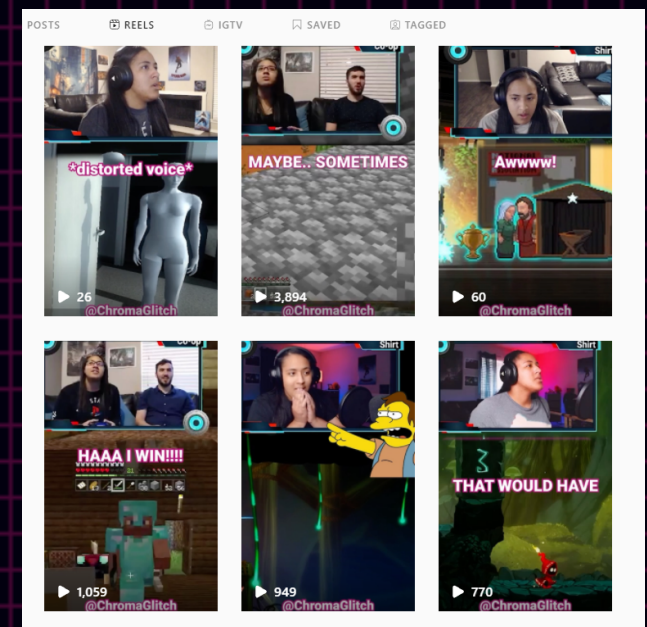 POSTS
REELS
IGTV
SAVED
TAGGED
Co-op
Shirt
*distorted voice*
MAYBE.. SOMETIMES
Awwww!
26
3,894
60
@ChromaGlitch
@ChromaGlitch
@ChromaGlitch
Co-op
Shirt
Shirt
HAAA I WIN!!!!
21
THAT WOULD HAVE
1,059
949
770
@ChromaGlitch
@ChromaGlitch
@ChromaGlitch